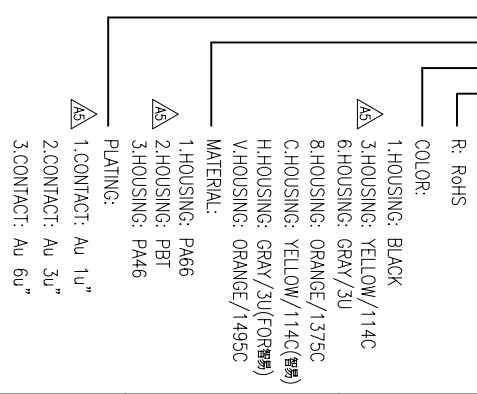 R: RoHS
COLOR:
1.HOUSING: BLACK
A5 3.HOUSING: YELLOW/114C
6.HOUSING: GRAY/3U
8.HOUSING: ORANGE/1375C
C.HOUSING: YELLOW/114C(智易)
H.HOUSING: GRAY/3U(FOR智易)
V.HOUSING: ORANGE/1495C
MATERIAL:
1.HOUSING: PA66
A5 2.HOUSING: PBT
3.HOUSING: PA46
PLATING:
A5 1.CONTACT: Au 1u"
2.CONTACT: Au 3u"
3.CONTACT: Au 6u"